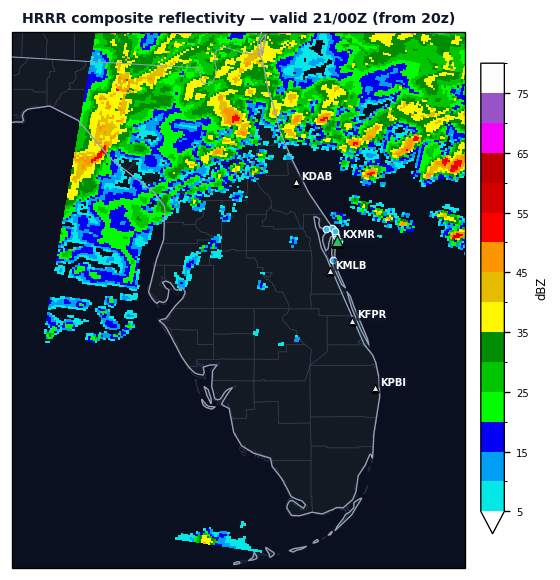 HRRR composite reflectivity — valid 21/00Z (from 20z)
KDAB
KXMR
KMLB
KFPR
KPBI
75
65
55
45
35
25
15
5
dBZ